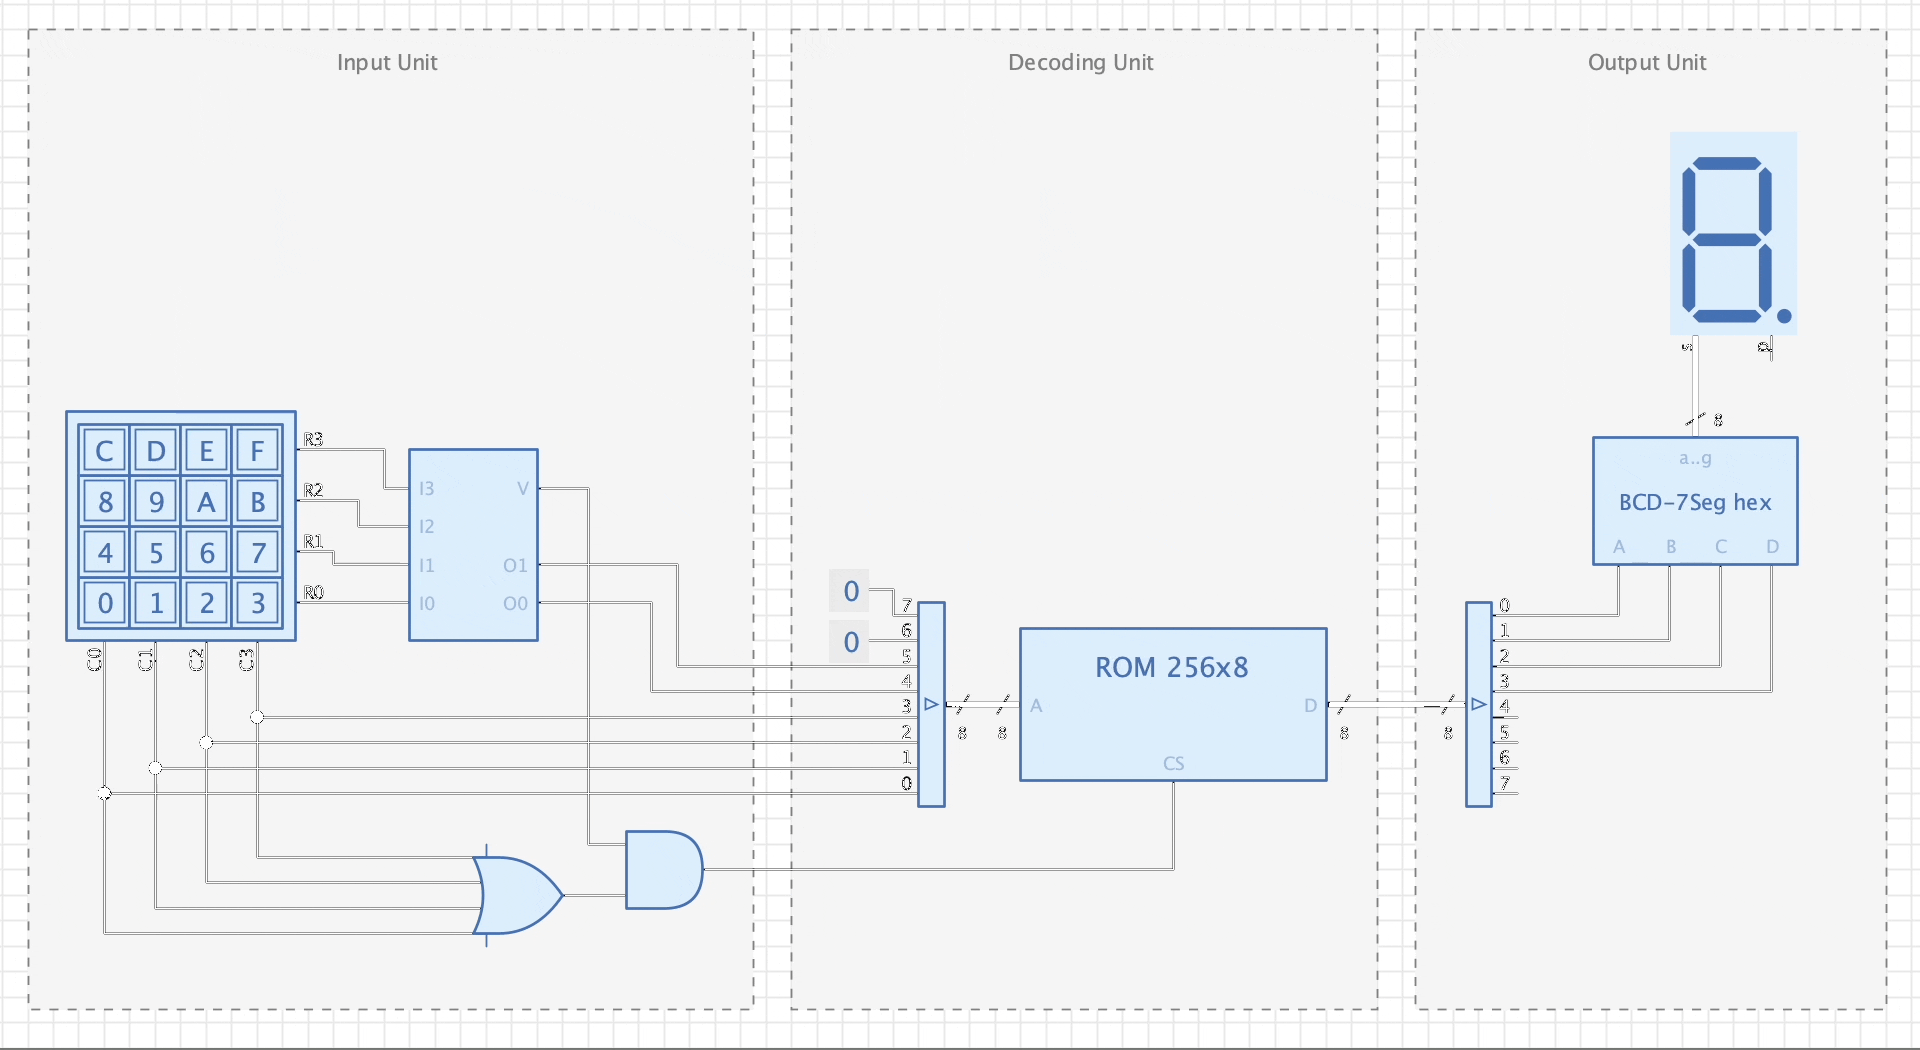 Input Unit
Decoding Unit
Output Unit
S
P
8
C D E F
8 9 A B
4 5 6 7
0 1 2 3
R3
R2
R1
R0
C0 C1 C2 C3
I3 V
I2
I1 O1
I0 O0
0
0
7
6
5
4
3
2
1
0
8 8
ROM 256x8
A D
CS
8 8
a..g
BCD-7Seg hex
A B C D
0
1
2
3
4
5
6
7